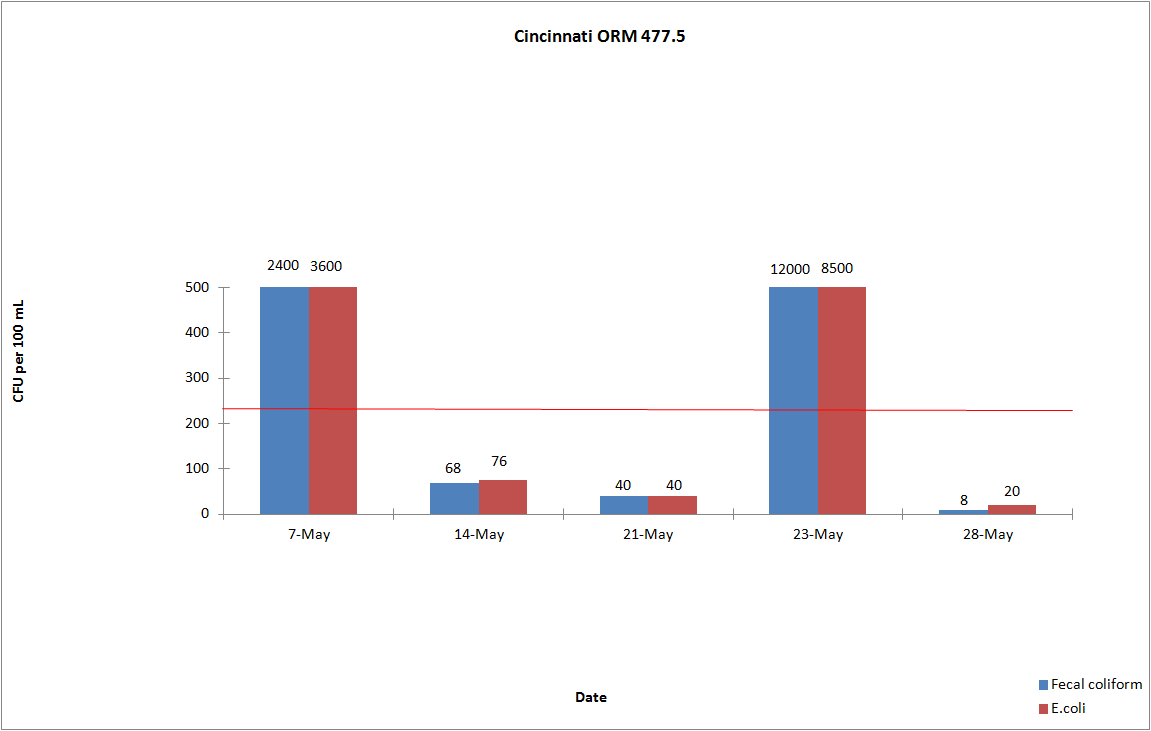 Cincinnati ORM 477.5
CFU per 100 mL
2400 3600 12000 8500
500
400
300
200
100
0
68 76
40 40
8 20
7-May 14-May 21-May 23-May 28-May
Date
Fecal coliform
E.coli